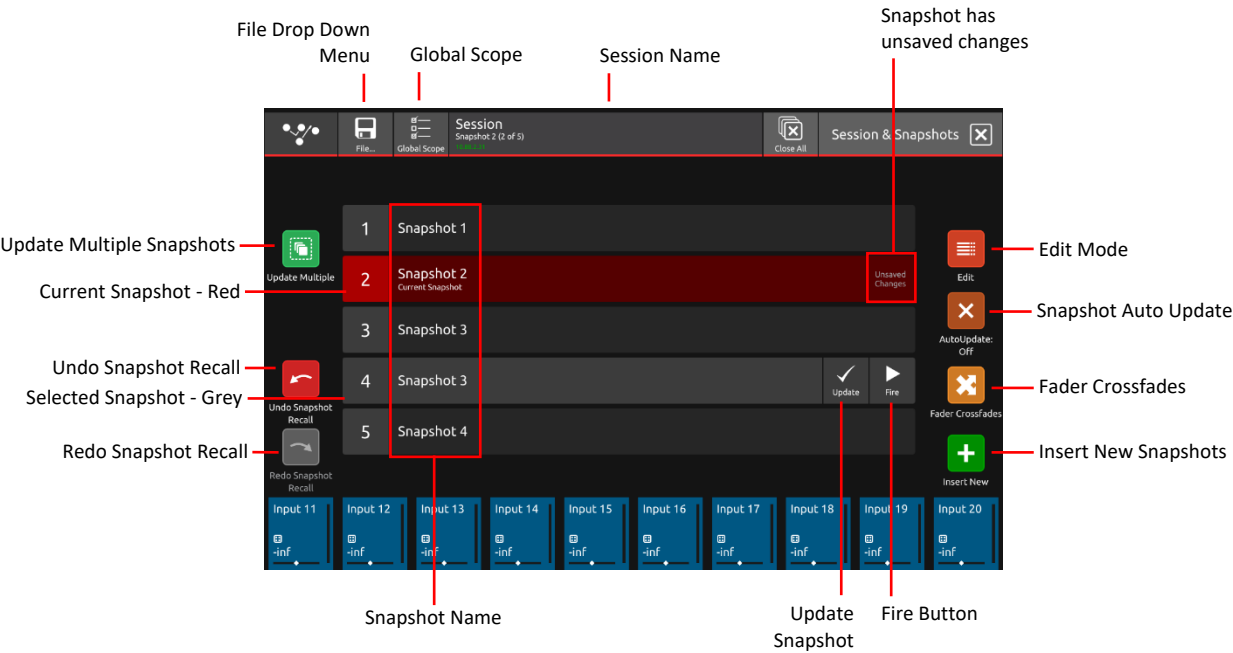 File Drop Down
Menu
Global Scope
Session Name
Snapshot has
unsaved changes
File...
Global Scope
Session
Snapshot 2 (2 of 5)
Close All
Session & Snapshots
Update Multiple Snapshots
Update Multiple
Current Snapshot - Red
Undo Snapshot Recall
Selected Snapshot - Grey
Undo Snapshot
Recall
Redo Snapshot Recall
Redo Snapshot
Recall
1 Snapshot 1
2 Snapshot 2
Current Snapshot
Unsaved
Changes
3 Snapshot 3
4 Snapshot 3
Update
Fire
5 Snapshot 4
Edit
Edit Mode
AutoUpdate:
Off
Snapshot Auto Update
Fader Crossfades
Fader Crossfades
Insert New
Insert New Snapshots
Input 11 Input 12 Input 13 Input 14 Input 15 Input 16 Input 17 Input 18 Input 19 Input 20
-inf -inf -inf -inf -inf -inf -inf -inf -inf -inf
Snapshot Name
Update
Snapshot
Fire Button